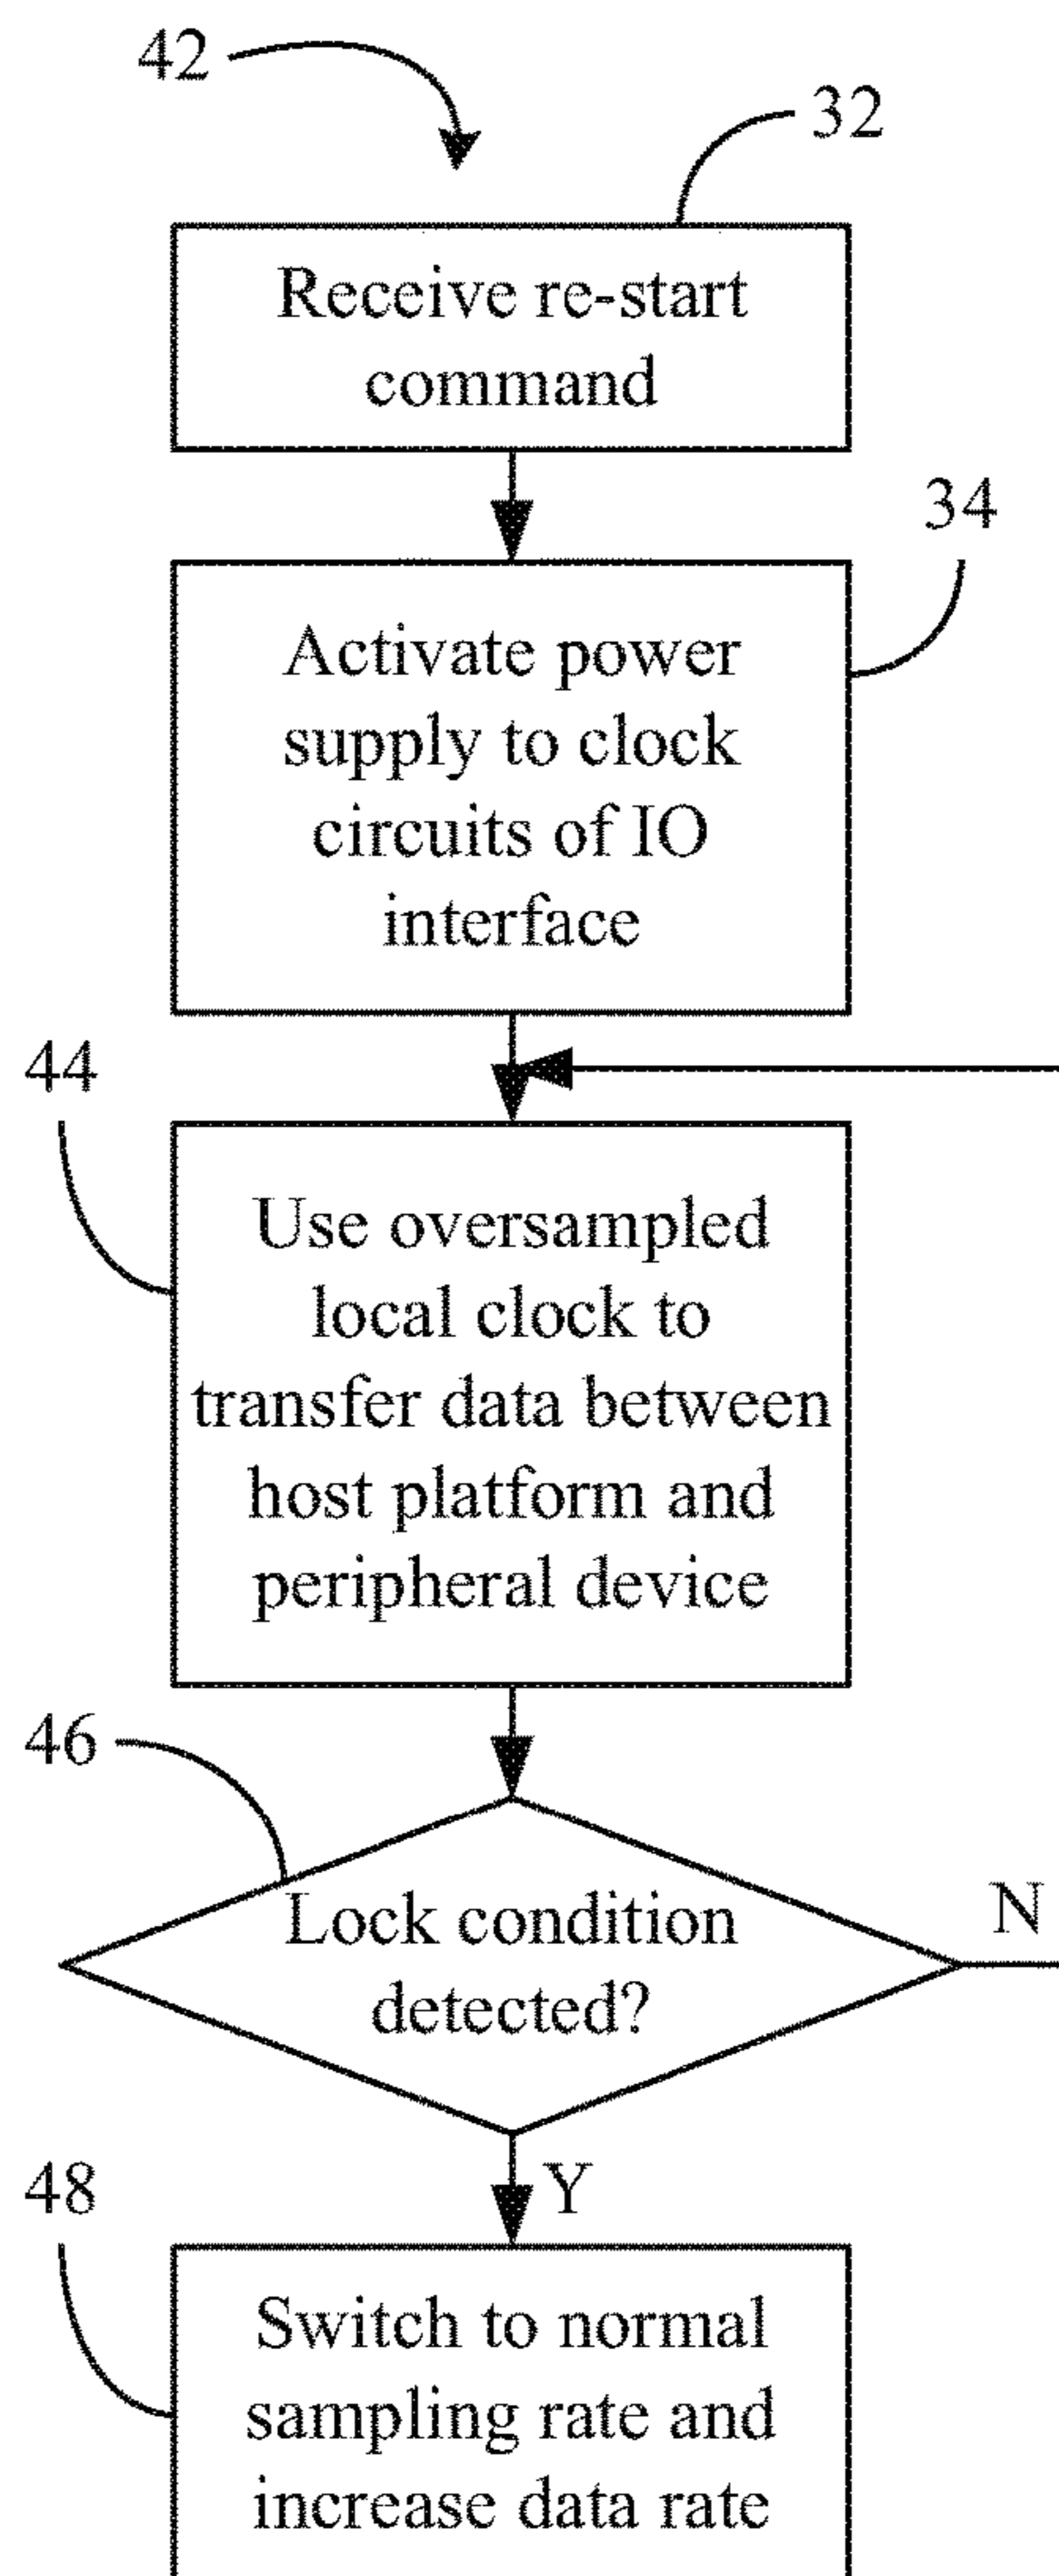 42
32
Receive re-start
command
34
Activate power
supply to clock
circuits of IO
interface
44
Use oversampled
local clock to
transfer data between
host platform and
peripheral device
46
Lock condition
detected?
N
Y
48
Switch to normal
sampling rate and
increase data rate